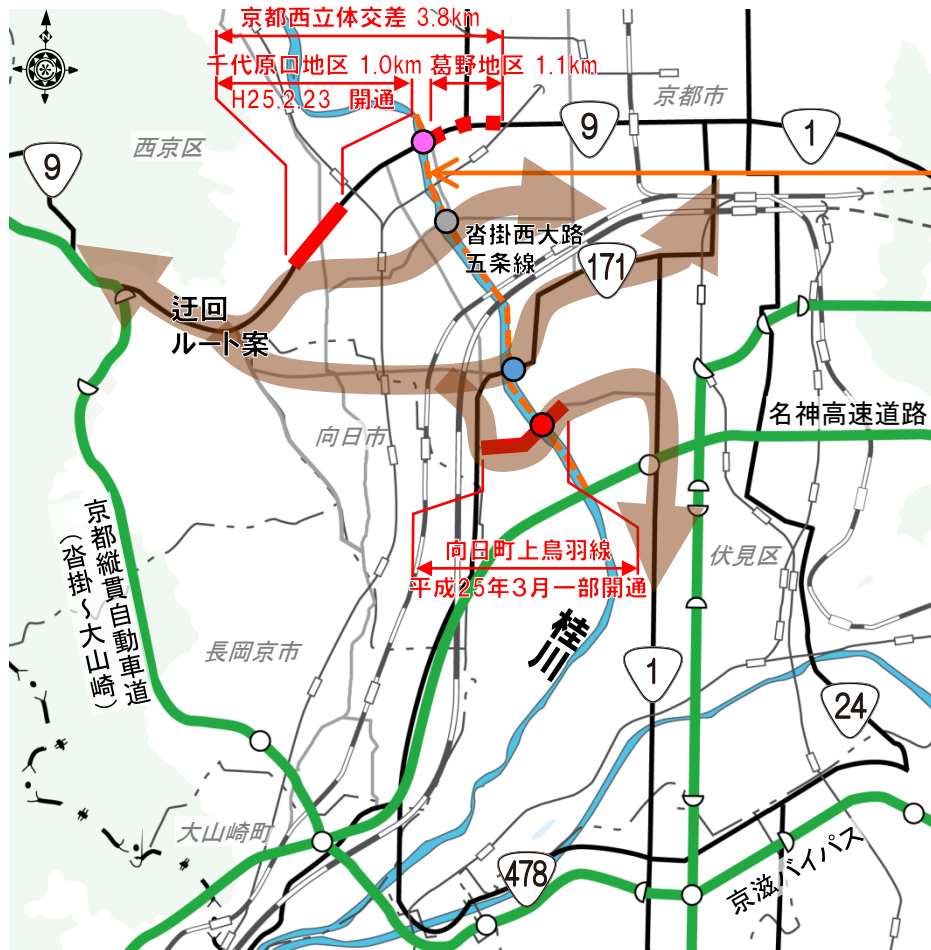 京都西立体交差 3.8km
千代原口地区 1.0km
葛野地区 1.1km
H25.2.23 開通
京都市
西京区
9
1
9
沓掛西大路
五条線
171
迂回
ルート案
名神高速道路
向日市
京都縦貫自動車道
（沓掛～大山崎）
向日町上鳥羽線
平成25年3月一部開通
伏見区
桂川
長岡京市
1
24
大山崎町
478
京滋バイパス